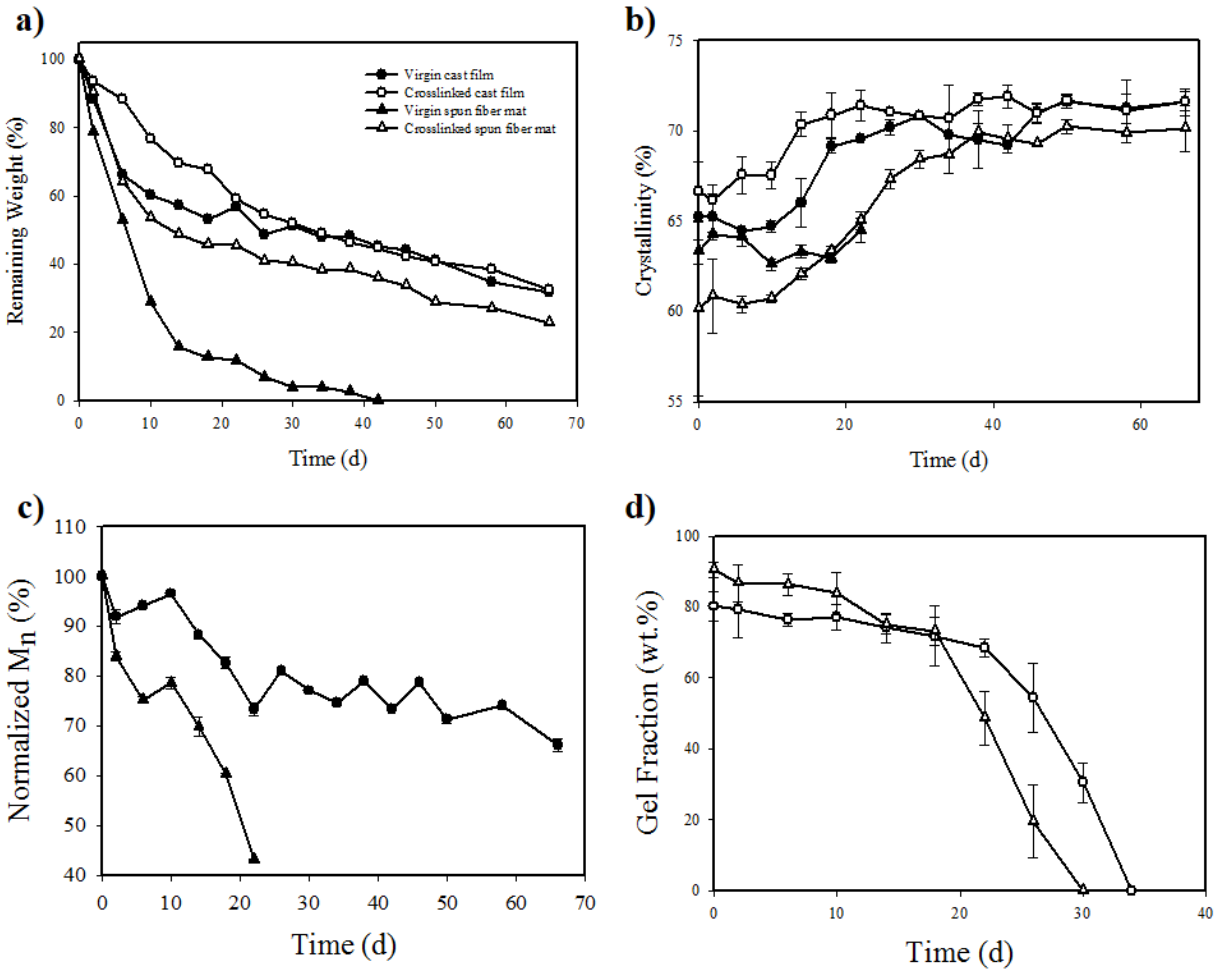 a)
100
80
60
40
20
0
Remaining Weight (%)
Virgin cast film
Crosslinked cast film
Virgin spun fiber mat
Crosslinked spun fiber mat
0 10 20 30 40 50 60 70
Time (d)
b)
75
70
65
60
55
Crystallinity (%)
0 20 40 60
Time (d)
c)
110
100
90
80
70
60
50
40
Normalized Mn (%)
0 10 20 30 40 50 60 70
Time (d)
d)
100
80
60
40
20
0
Gel Fraction (wt.%)
0 10 20 30 40
Time (d)